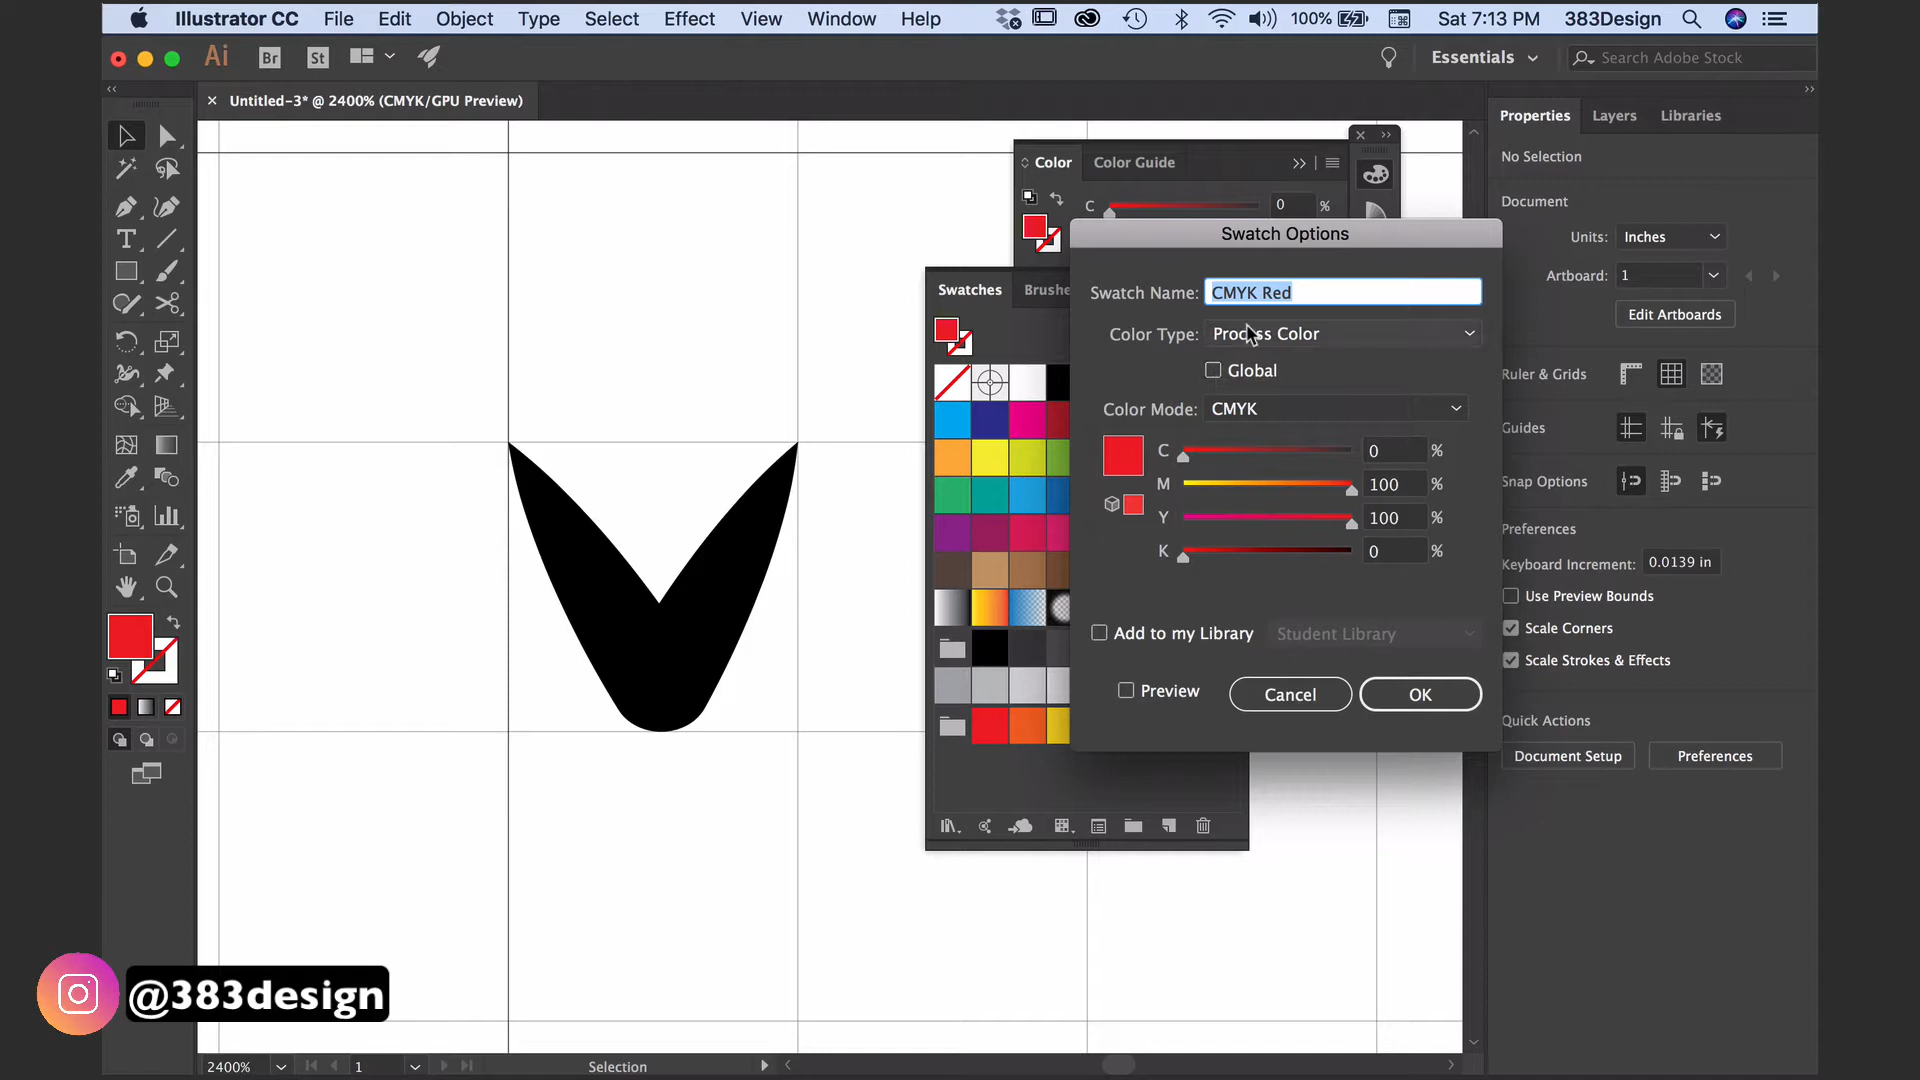 Illustrator CC File Edit Object Type Select Effect View Window Help 100% Sat 7:13 PM 383Design
Ai Br St Essentials Search Adobe Stock
Untitled-3* @ 2400% (CMYK/GPU Preview)
Properties Layers Libraries
No Selection
Document
Units: Inches
Artboard: 1
Edit Artboards
Ruler & Grids
Guides
Snap Options
Preferences
Keyboard Increment: 0.0139 in
Use Preview Bounds
Scale Corners
Scale Strokes & Effects
Quick Actions
Document Setup Preferences
Color Color Guide
C 0 %
Swatches Brushe
Swatch Options
Swatch Name: CMYK Red
Color Type: Process Color
Global
Color Mode: CMYK
C 0 %
M 100 %
Y 100 %
K 0 %
Add to my Library Student Library
Preview Cancel OK
@383design
2400% 1 Selection